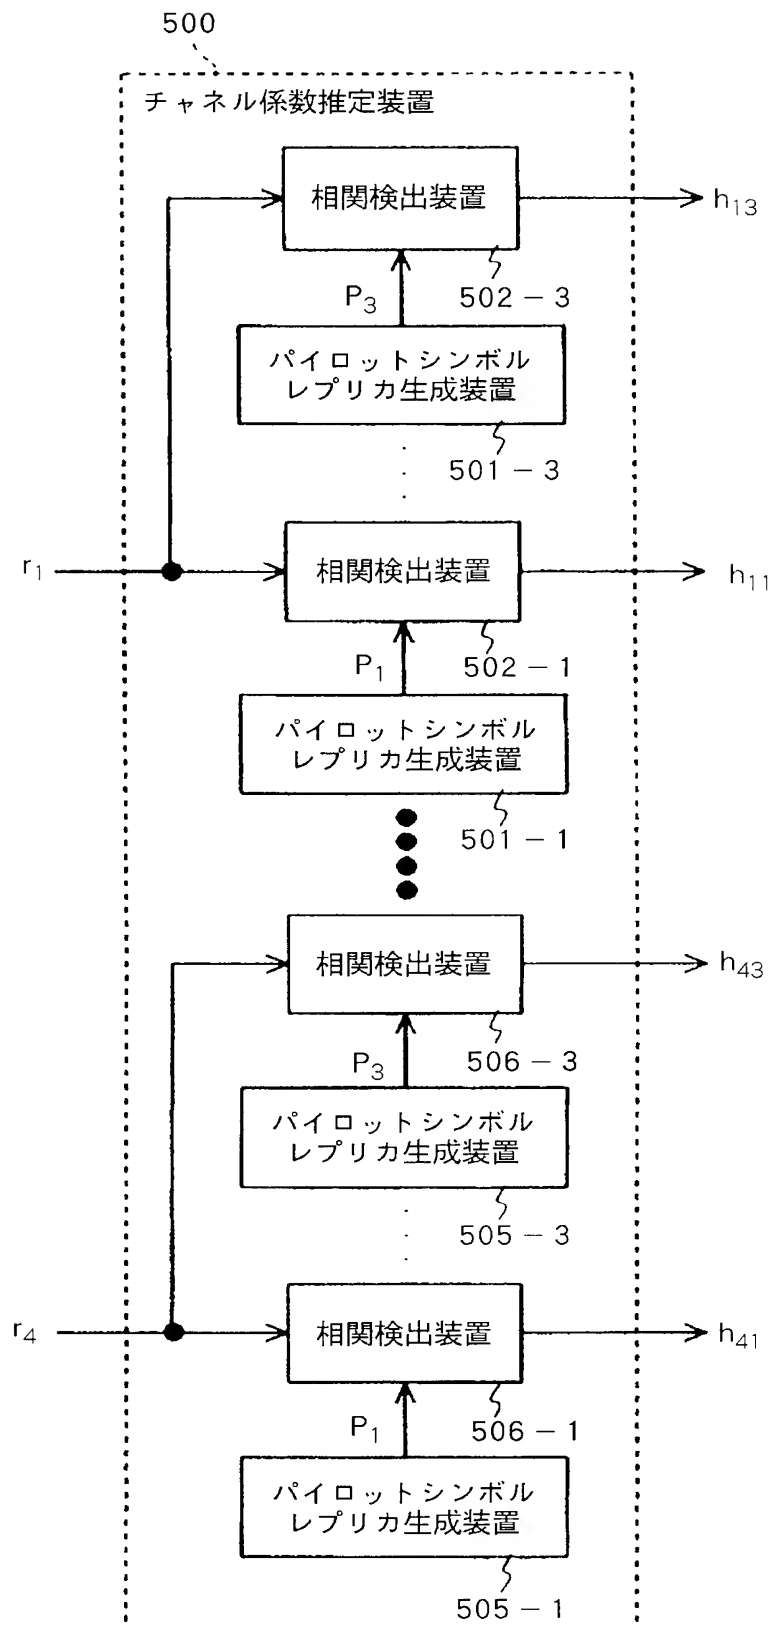 500
チャネル係数推定装置
相関検出装置
h13
P3
502-3
パイロットシンボル
レプリカ生成装置
501-3
r1
相関検出装置
h11
P1
502-1
パイロットシンボル
レプリカ生成装置
501-1
相関検出装置
h43
P3
506-3
パイロットシンボル
レプリカ生成装置
505-3
r4
相関検出装置
h41
P1
506-1
パイロットシンボル
レプリカ生成装置
505-1